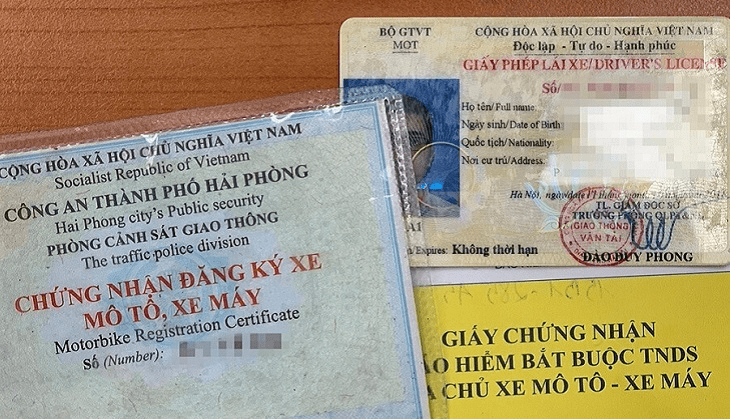 CỘNG HÒA XÃ HỘI CHỦ NGHĨA VIỆT NAM
Socialist Republic of Vietnam
CÔNG AN THÀNH PHỐ HẢI PHÒNG
Hai Phong city's Public security
PHÒNG CẢNH SÁT GIAO THÔNG
The traffic police division
CHỨNG NHẬN ĐĂNG KÝ XE
MÔ TÔ, XE MÁY
Motorbike Registration Certificate
Số (Number):
BỘ GTVT
MOT
CỘNG HÒA XÃ HỘI CHỦ NGHĨA VIỆT NAM
Độc lập - Tự do - Hạnh phúc
GIẤY PHÉP LÁI XE/DRIVER'S LICENSE
Số/
Họ tên/Full name:
Ngày sinh/Date of Birth:
Quốc tịch/Nationality:
Nơi cư trú/Address:
Hà Nội, ngày/date
TL. GIÁM ĐỐC SỞ
TRƯỞNG PHÒNG
GIAO THÔNG
VẬN TẢI
ĐÀO DUY PHONG
Expires: Không thời hạn
GIẤY CHỨNG NHẬN
HIỂM BẮT BUỘC TNDS
CHỦ XE MÔ TÔ - XE MÁY